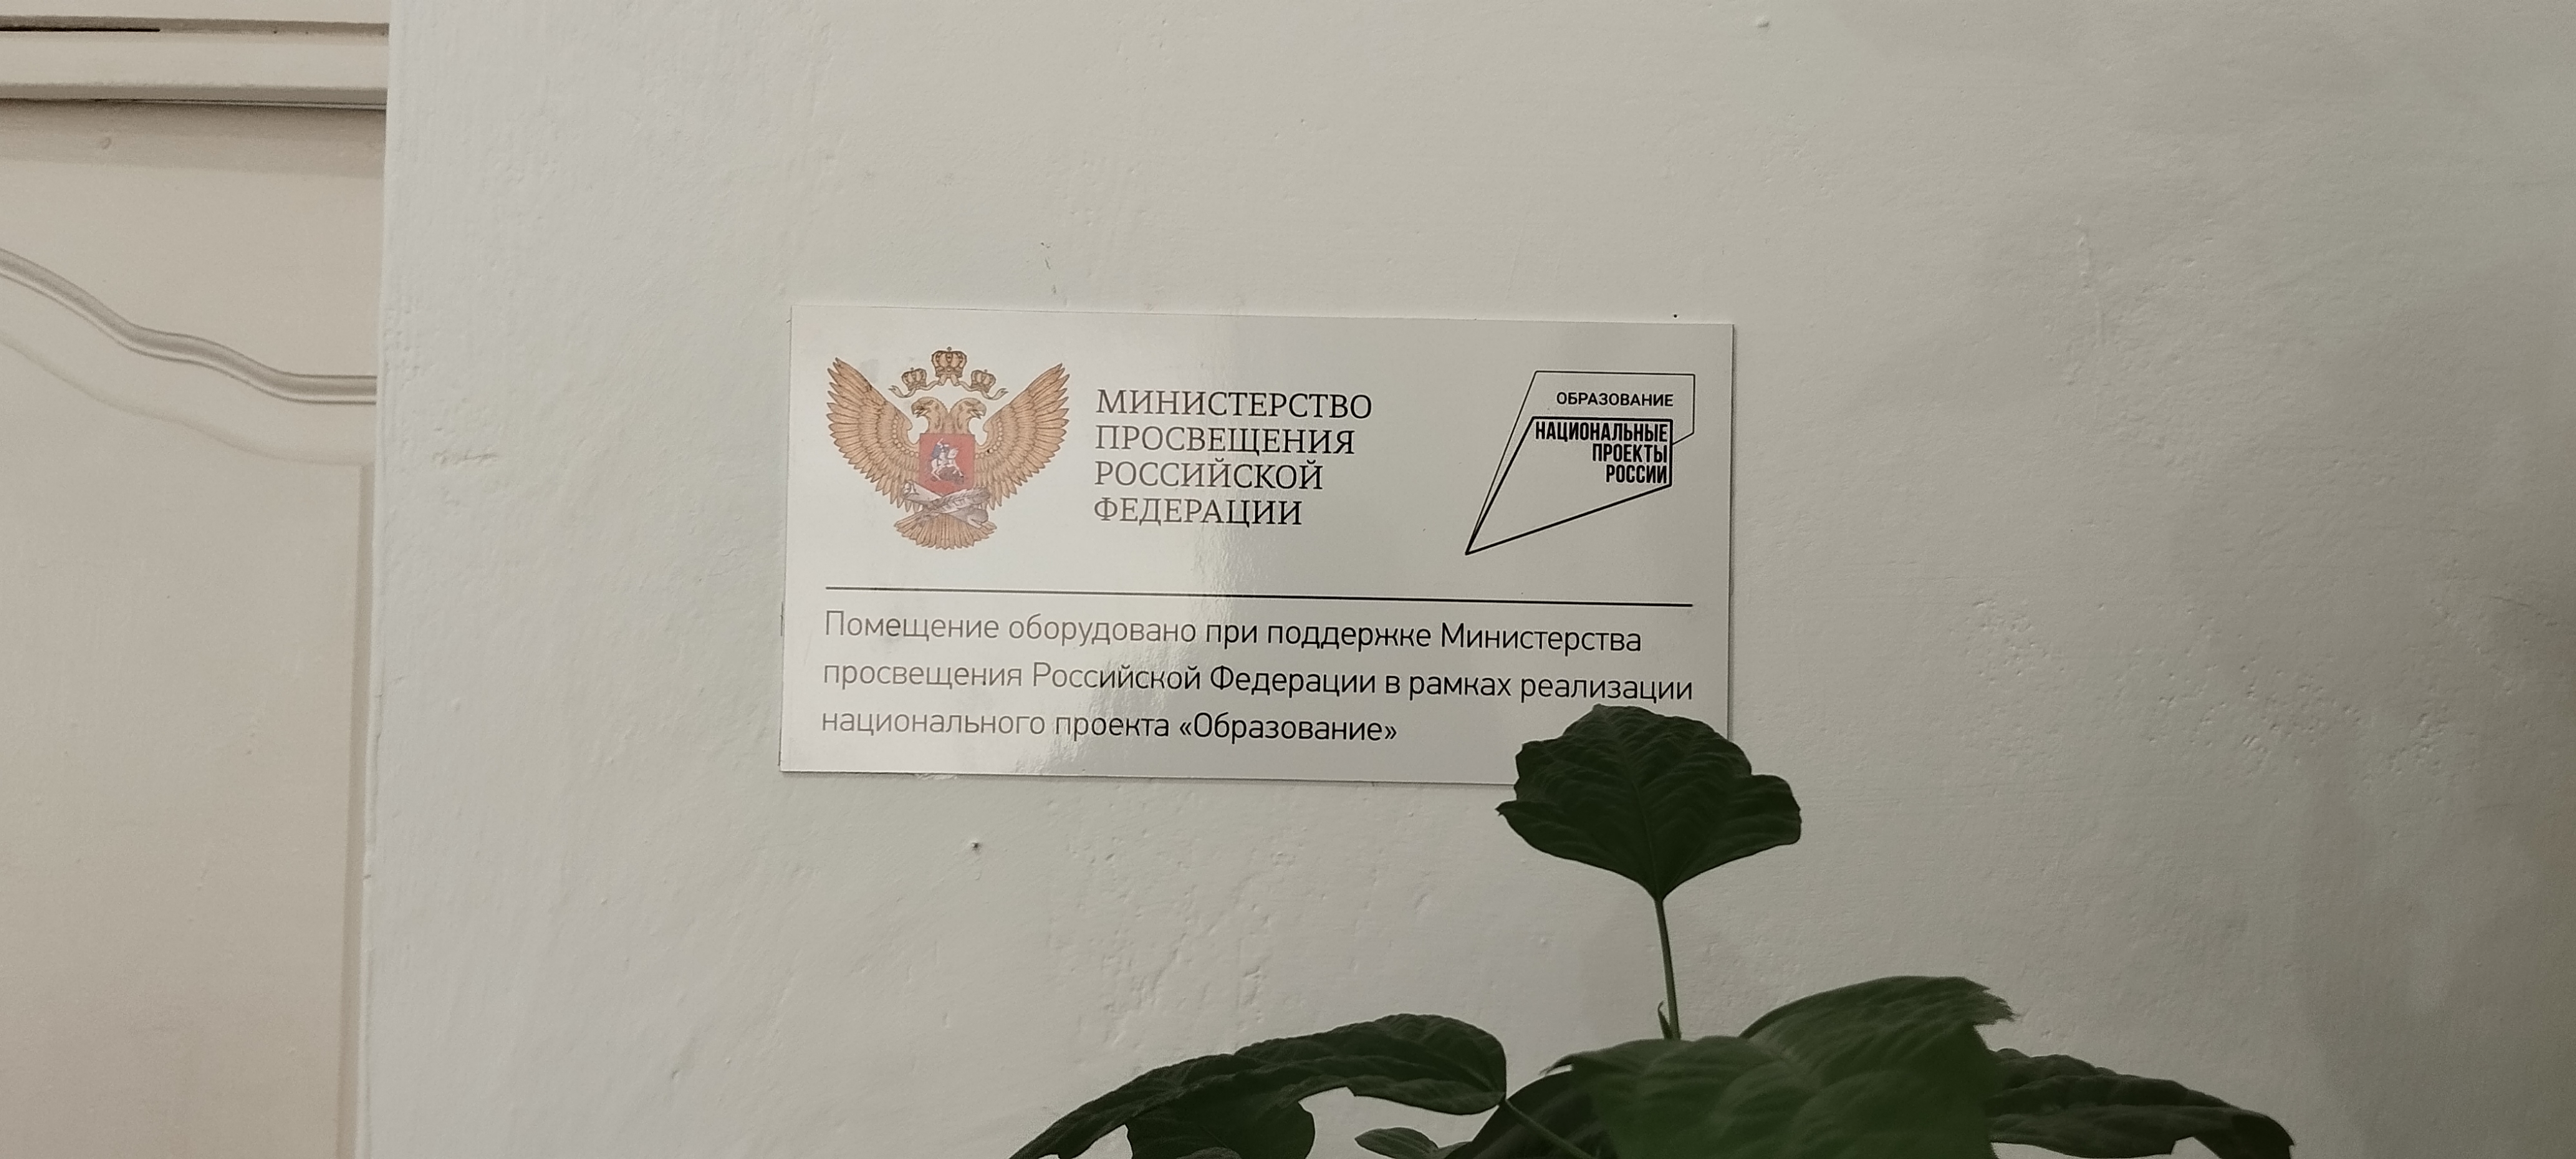 МИНИСТЕРСТВО
ПРОСВЕЩЕНИЯ
РОССИЙСКОЙ
ФЕДЕРАЦИИ
ОБРАЗОВАНИЕ
НАЦИОНАЛЬНЫЕ
ПРОЕКТЫ
РОССИИ
Помещение оборудовано при поддержке Министерства
просвещения Российской Федерации в рамках реализации
национального проекта «Образование»